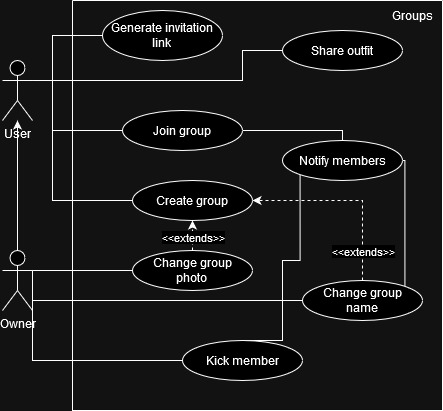 Groups
Generate invitation
link
Share outfit
User
Join group
Notify members
Create group
<<extends>>
<<extends>>
Change group
photo
Change group
name
Owner
Kick member